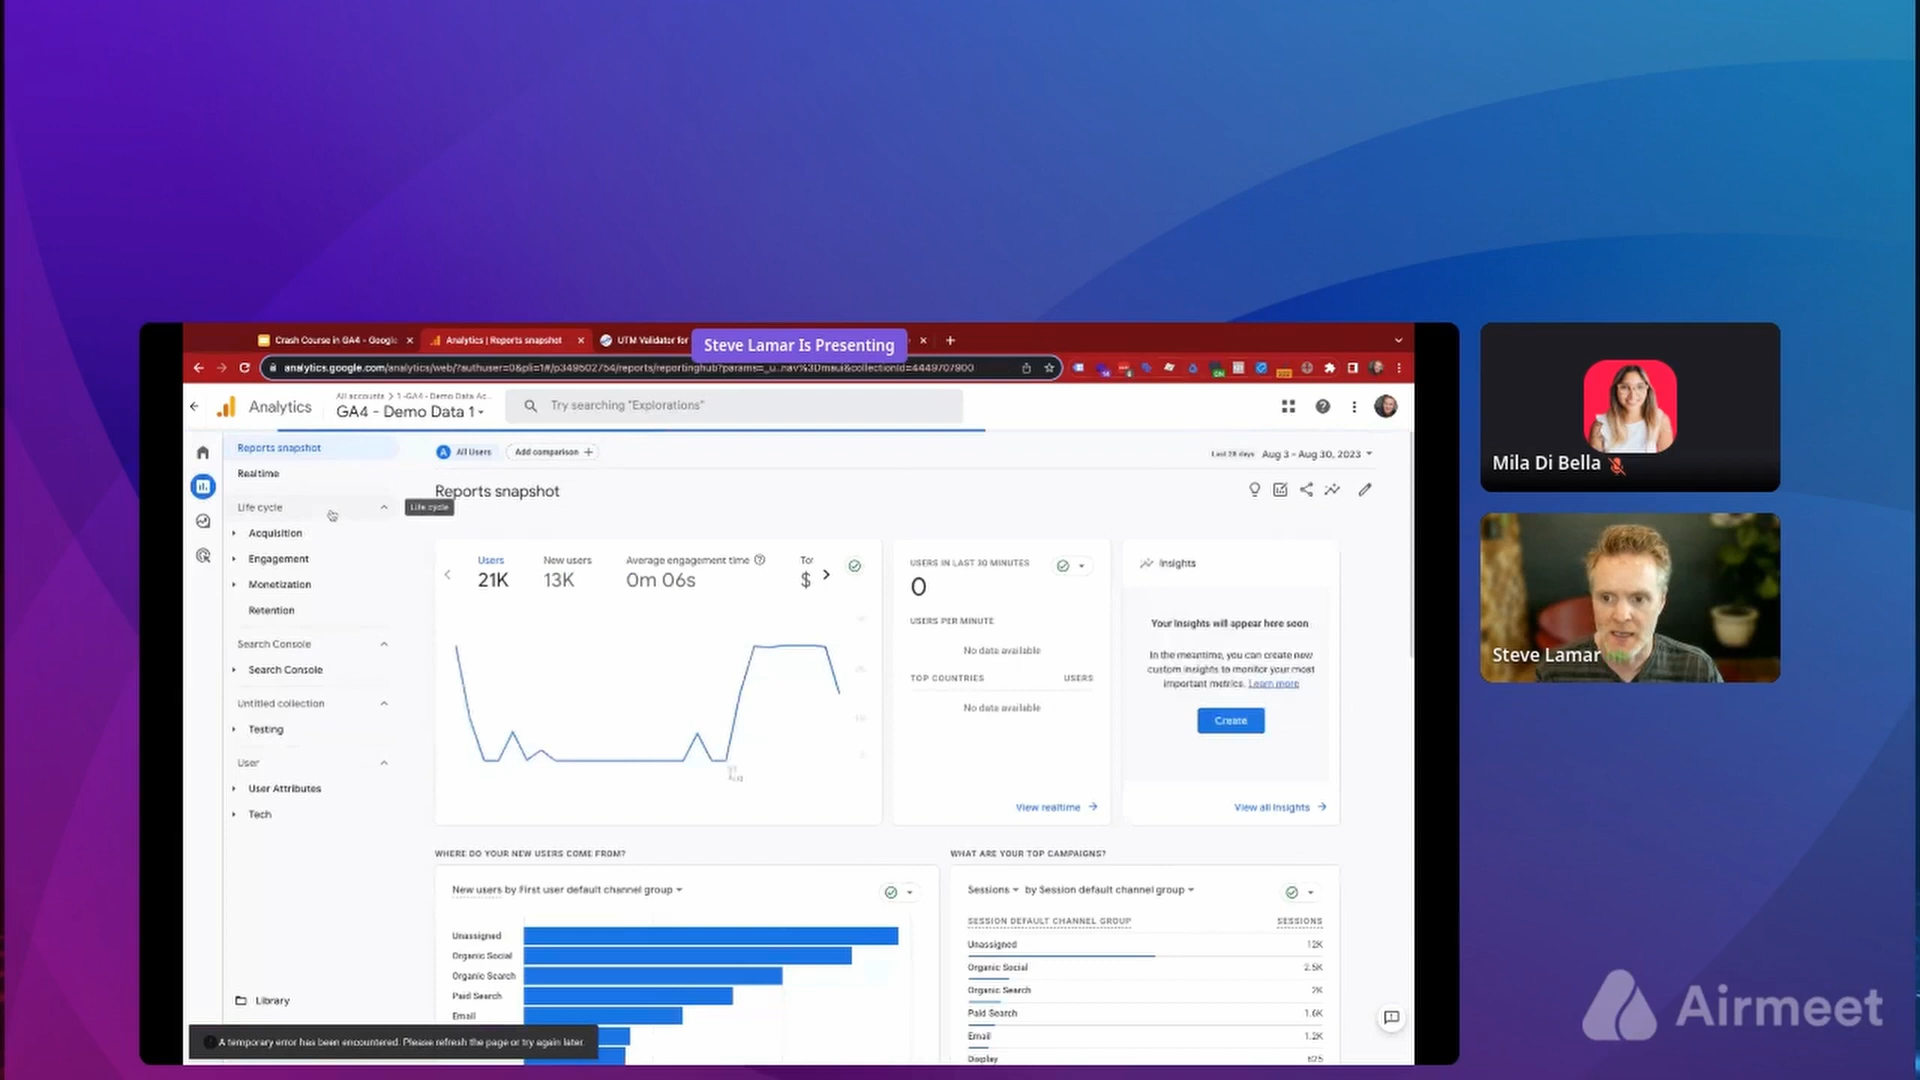 Crash Course in GA4 - Google
Analytics | Reports snapshot
UTM Validator for
Steve Lamar Is Presenting
analytics.google.com/analytics/web/?authuser=0&pli=1#/p349502754/reports/reportinghub?params=_u..nav%3Dmaui&collectionId=4449707900
Analytics
All accounts > 1 -GA4 - Demo Data Ac...
GA4 - Demo Data 1
Try searching "Explorations"
Reports snapshot
Realtime
Life cycle
Acquisition
Engagement
Monetization
Retention
Search Console
Search Console
Untitled collection
Testing
User
User Attributes
Tech
Library
Life cycle
A All Users
Add comparison +
Last 28 days Aug 3 - Aug 30, 2023
Reports snapshot
Users
21K
New users
13K
Average engagement time
0m 06s
$
USERS IN LAST 30 MINUTES
0
USERS PER MINUTE
No data available
TOP COUNTRIES USERS
No data available
View realtime
Insights
Your Insights will appear here soon
In the meantime, you can create new
custom insights to monitor your most
important metrics. Learn more
Create
View all insights
WHERE DO YOUR NEW USERS COME FROM?
New users by First user default channel group
Unassigned
Organic Social
Organic Search
Paid Search
Email
WHAT ARE YOUR TOP CAMPAIGNS?
Sessions by Session default channel group
SESSION DEFAULT CHANNEL GROUP SESSIONS
Unassigned 12K
Organic Social 2.5K
Organic Search 2K
Paid Search 1.6K
Email 1.2K
Display 625
A temporary error has been encountered. Please refresh the page or try again later.
Mila Di Bella
Steve Lamar
Airmeet